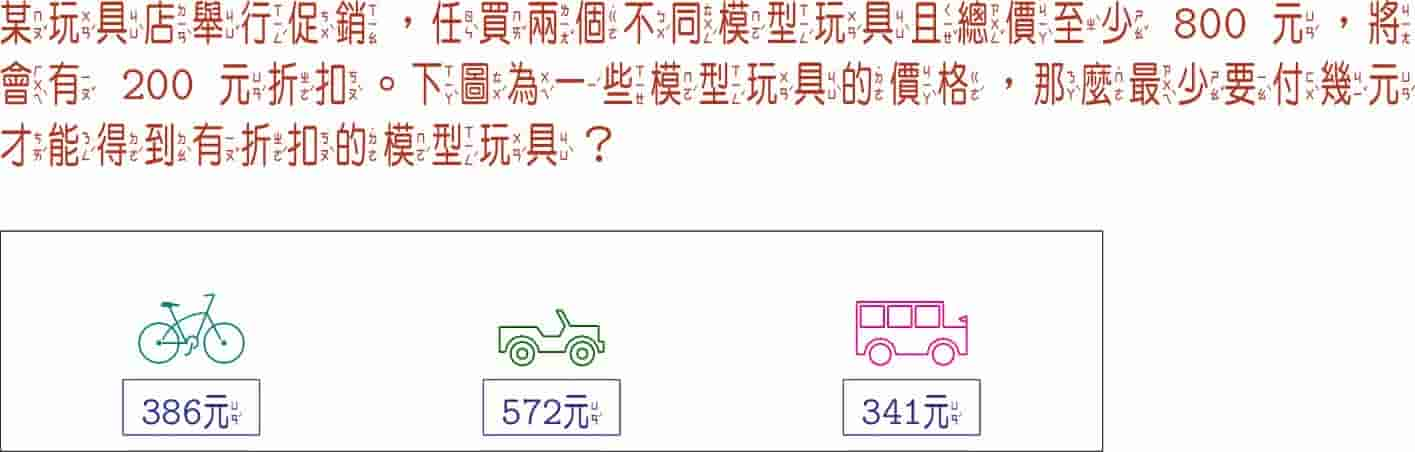 某玩具店舉行促銷，任買兩個不同模型玩具且總價至少 800 元，將
會有 200 元折扣。下圖為一些模型玩具的價格，那麼最少要付幾元
才能得到有折扣的模型玩具？
386元 572元 341元